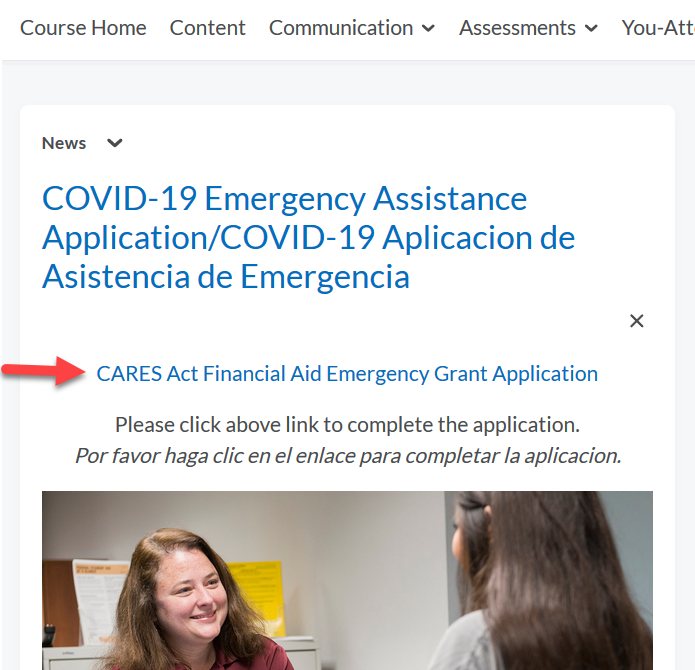 Course Home Content Communication Assessments You-Att
News
COVID-19 Emergency Assistance
Application/COVID-19 Aplicacion de
Asistencia de Emergencia
CARES Act Financial Aid Emergency Grant Application
Please click above link to complete the application.
Por favor haga clic en el enlace para completar la aplicacion.